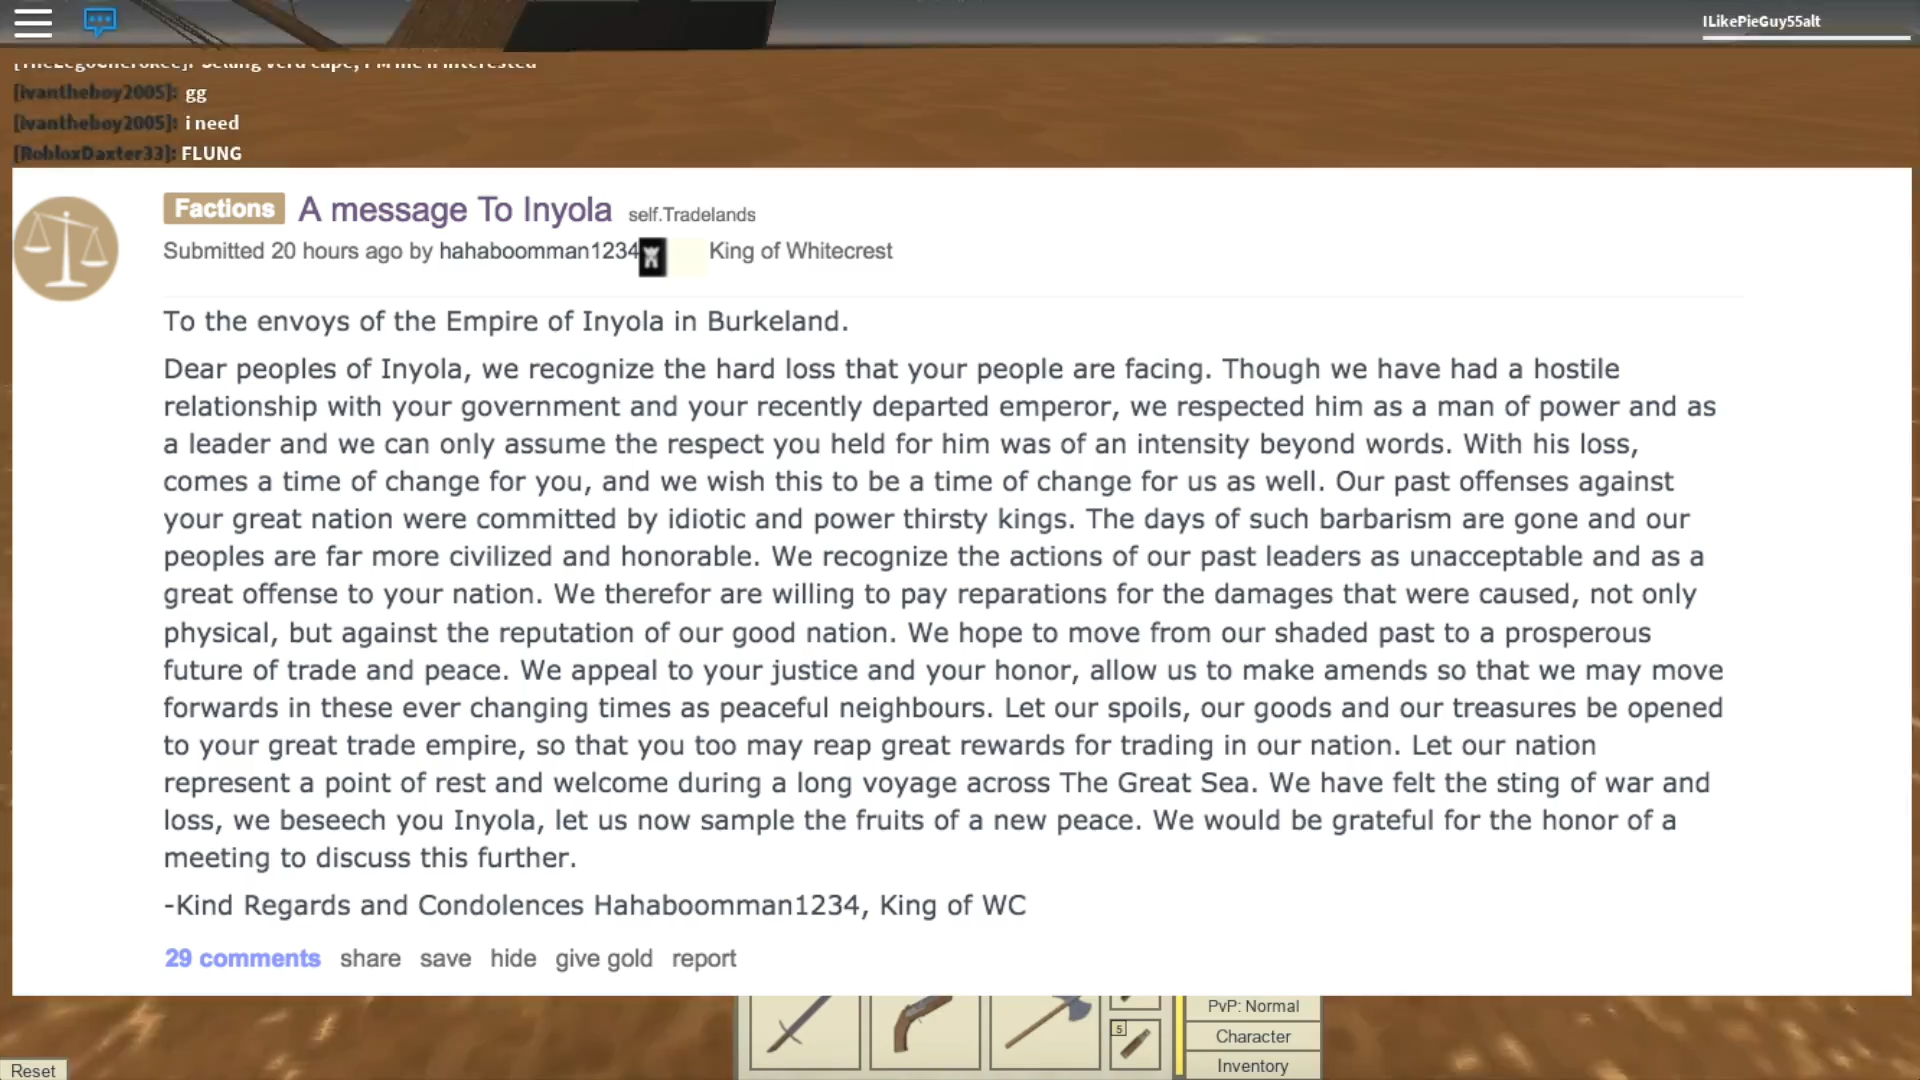 ILikePieGuy55alt
[TheLegoCherokee]: Selling verd cape, PM me if interested
[ivantheboy2005]: gg
[ivantheboy2005]: i need
[RobloxDaxter33]: FLUNG
Factions A message To Inyola self.Tradelands
Submitted 20 hours ago by hahaboomman1234 King of Whitecrest
To the envoys of the Empire of Inyola in Burkeland.
Dear peoples of Inyola, we recognize the hard loss that your people are facing. Though we have had a hostile
relationship with your government and your recently departed emperor, we respected him as a man of power and as
a leader and we can only assume the respect you held for him was of an intensity beyond words. With his loss,
comes a time of change for you, and we wish this to be a time of change for us as well. Our past offenses against
your great nation were committed by idiotic and power thirsty kings. The days of such barbarism are gone and our
peoples are far more civilized and honorable. We recognize the actions of our past leaders as unacceptable and as a
great offense to your nation. We therefor are willing to pay reparations for the damages that were caused, not only
physical, but against the reputation of our good nation. We hope to move from our shaded past to a prosperous
future of trade and peace. We appeal to your justice and your honor, allow us to make amends so that we may move
forwards in these ever changing times as peaceful neighbours. Let our spoils, our goods and our treasures be opened
to your great trade empire, so that you too may reap great rewards for trading in our nation. Let our nation
represent a point of rest and welcome during a long voyage across The Great Sea. We have felt the sting of war and
loss, we beseech you Inyola, let us now sample the fruits of a new peace. We would be grateful for the honor of a
meeting to discuss this further.
-Kind Regards and Condolences Hahaboomman1234, King of WC
29 comments share save hide give gold report
PvP: Normal
5
Character
Inventory
Reset